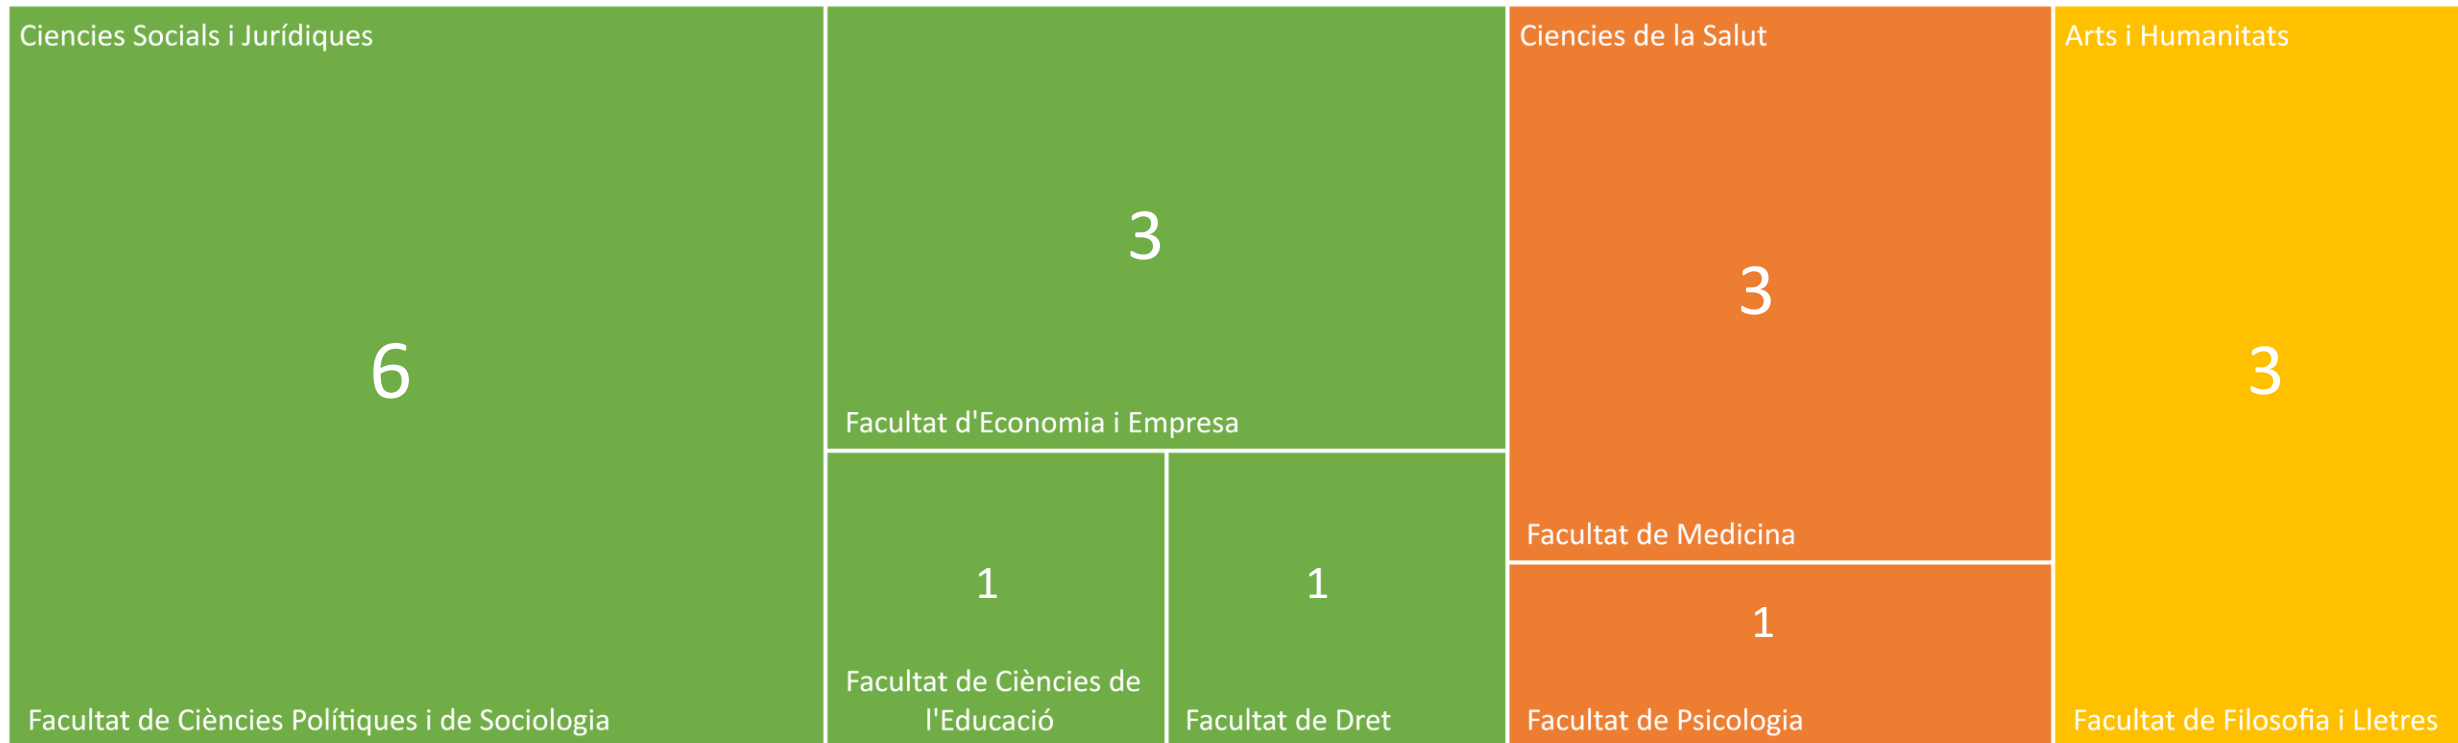 Ciencies Socials i Jurídiques
6
Facultat de Ciències Polítiques i de Sociologia
3
Facultat d'Economia i Empresa
1
Facultat de Ciències de
l'Educació
1
Facultat de Dret
Ciencies de la Salut
3
Facultat de Medicina
1
Facultat de Psicologia
Arts i Humanitats
3
Facultat de Filosofia i Lletres